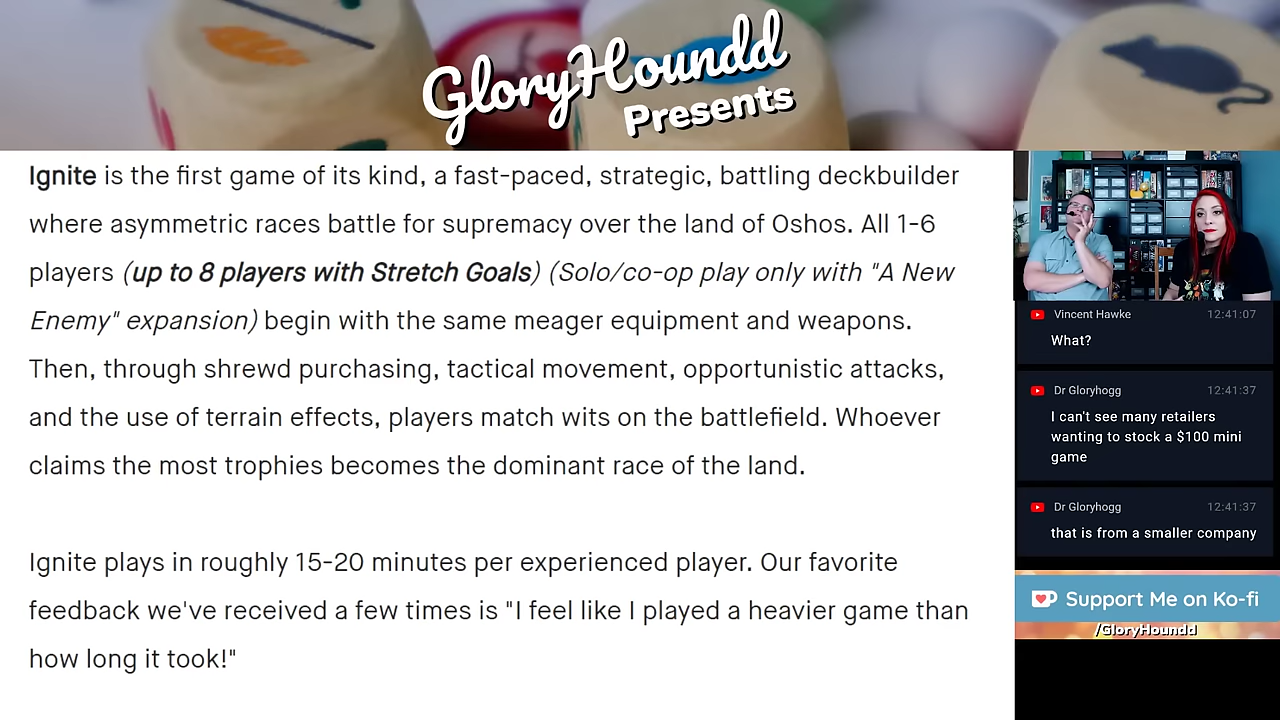 GloryHoundd
Presents
Ignite is the first game of its kind, a fast-paced, strategic, battling deckbuilder
where asymmetric races battle for supremacy over the land of Oshos. All 1-6
players (up to 8 players with Stretch Goals) (Solo/co-op play only with "A New
Enemy" expansion) begin with the same meager equipment and weapons.
Then, through shrewd purchasing, tactical movement, opportunistic attacks,
and the use of terrain effects, players match wits on the battlefield. Whoever
claims the most trophies becomes the dominant race of the land.
Ignite plays in roughly 15-20 minutes per experienced player. Our favorite
feedback we've received a few times is "I feel like I played a heavier game than
how long it took!"
Vincent Hawke 12:41:07
What?
Dr Gloryhogg 12:41:37
I can't see many retailers
wanting to stock a $100 mini
game
Dr Gloryhogg 12:41:37
that is from a smaller company
Support Me on Ko-fi
/GloryHoundd